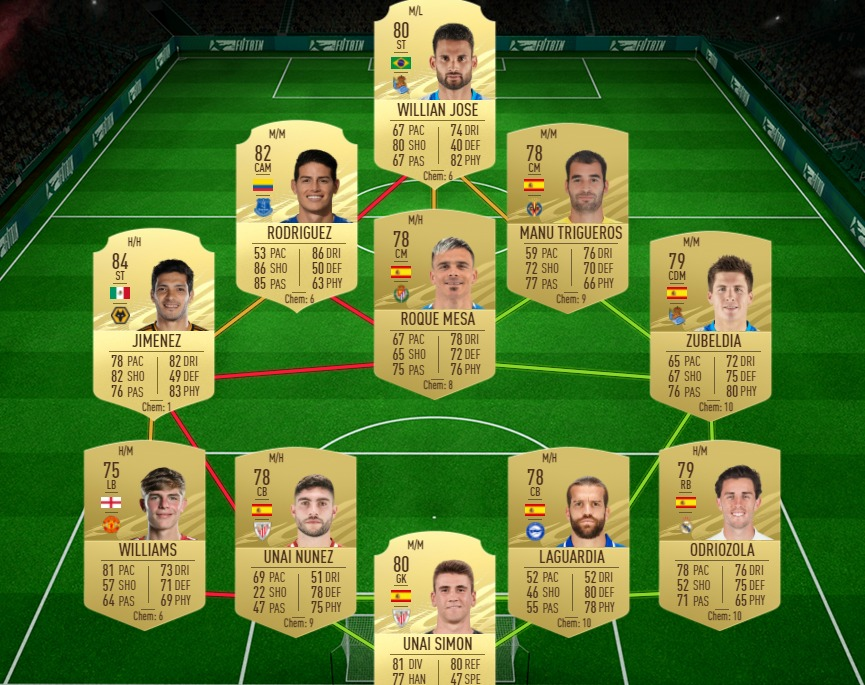 FUTBIN
FUTBIN
FUTBIN
FUTBIN
M/L
80
ST
WILLIAN JOSE
67 PAC 74 DRI
80 SHO 40 DEF
67 PAS 82 PHY
Chem: 6
M/M
82
CAM
RODRIGUEZ
53 PAC 86 DRI
86 SHO 50 DEF
85 PAS 63 PHY
Chem: 6
M/M
78
CM
MANU TRIGUEROS
59 PAC 76 DRI
72 SHO 70 DEF
77 PAS 66 PHY
Chem: 9
M/H
78
CM
ROQUE MESA
67 PAC 78 DRI
65 SHO 72 DEF
75 PAS 76 PHY
Chem: 8
H/H
84
ST
JIMENEZ
78 PAC 82 DRI
82 SHO 49 DEF
76 PAS 83 PHY
Chem: 1
M/M
79
CDM
ZUBELDIA
65 PAC 72 DRI
67 SHO 75 DEF
76 PAS 80 PHY
Chem: 10
H/M
75
LB
WILLIAMS
81 PAC 73 DRI
57 SHO 71 DEF
64 PAS 69 PHY
Chem: 6
M/H
78
CB
UNAI NUNEZ
69 PAC 51 DRI
22 SHO 78 DEF
47 PAS 75 PHY
Chem: 9
M/H
78
CB
LAGUARDIA
52 PAC 52 DRI
46 SHO 80 DEF
55 PAS 78 PHY
Chem: 10
H/M
79
RB
ODRIOZOLA
78 PAC 76 DRI
52 SHO 75 DEF
71 PAS 65 PHY
Chem: 10
M/M
80
GK
UNAI SIMON
81 DIV 80 REF
77 HAN 47 SPE